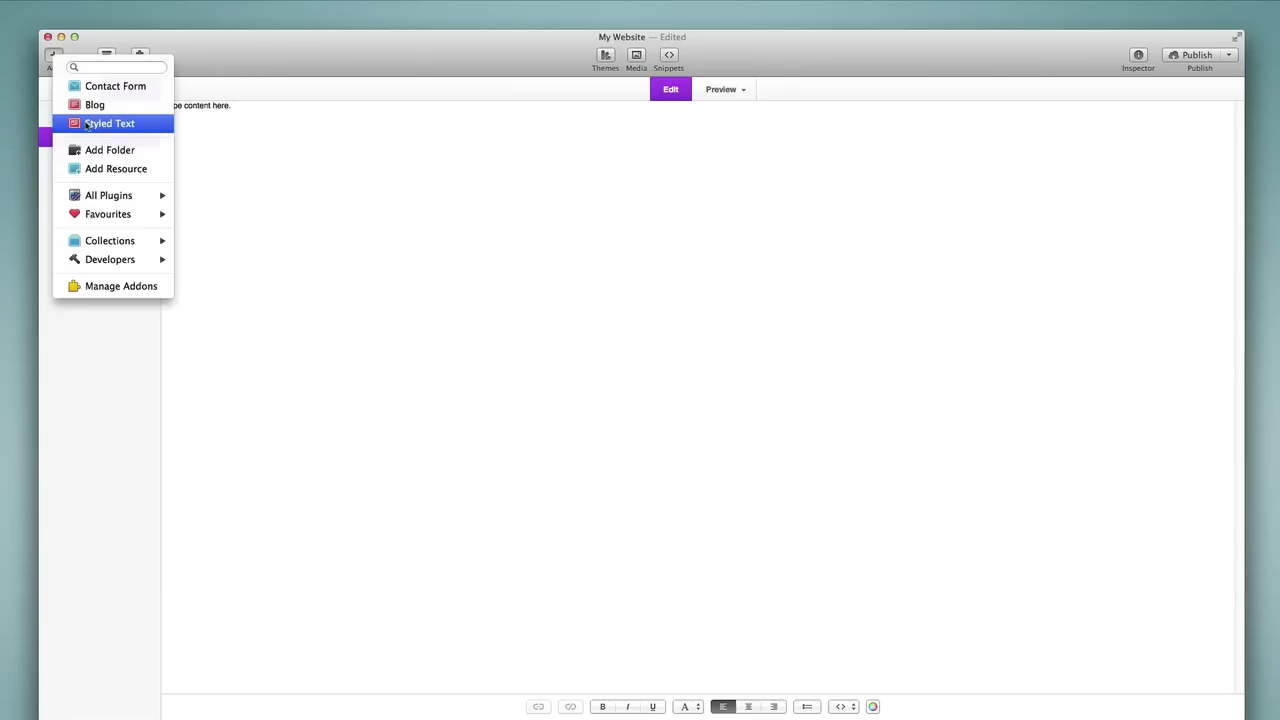 My Website — Edited
Themes
Media
Snippets
Inspector
Publish
Publish
Edit
Preview
pe content here.
Contact Form
Blog
Styled Text
Add Folder
Add Resource
All Plugins
Favourites
Collections
Developers
Manage Addons
B I U A